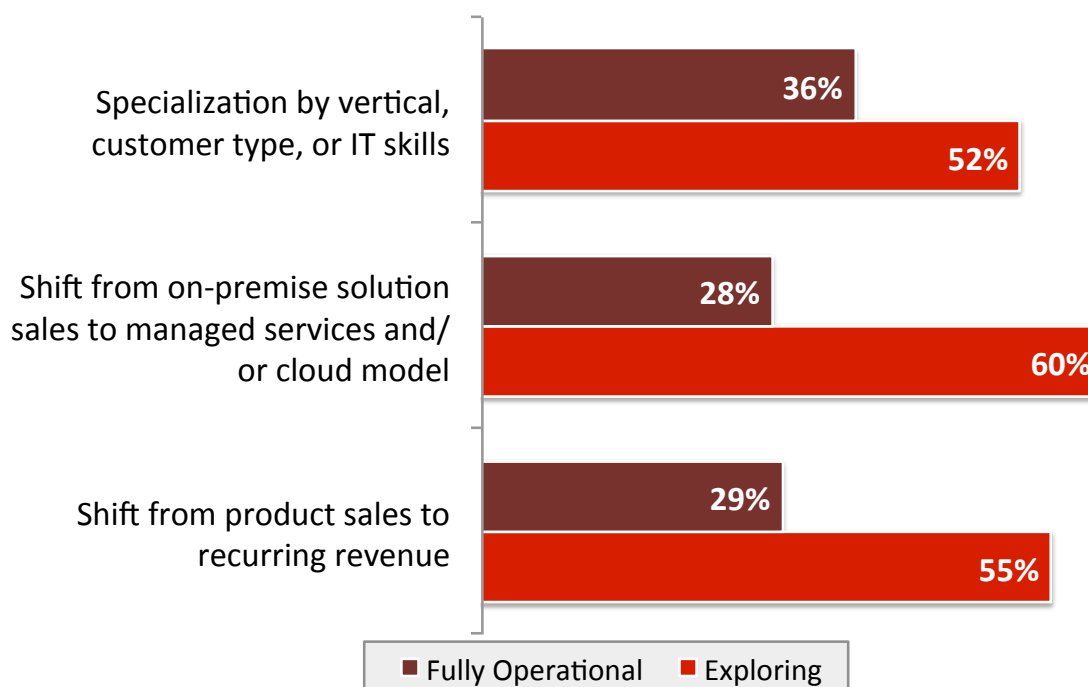 Specialization by vertical,
customer type, or IT skills
36%
52%
Shift from on-premise solution
sales to managed services and/
or cloud model
28%
60%
Shift from product sales to
recurring revenue
29%
55%
Fully Operational Exploring